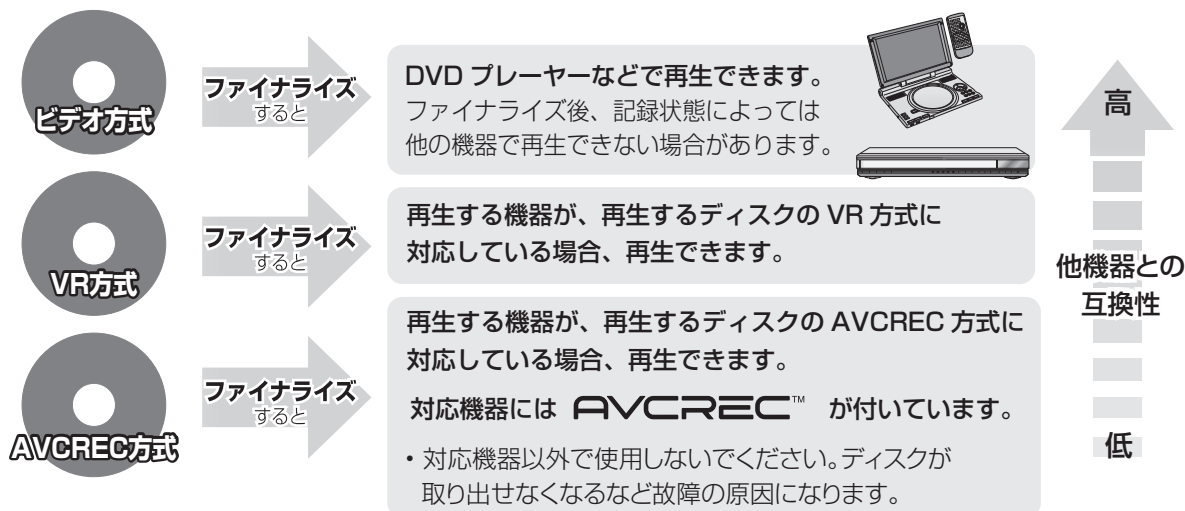 ビデオ方式
ファイナライズ
すると
DVD プレーヤーなどで再生できます。
ファイナライズ後、記録状態によっては
他の機器で再生できない場合があります。
VR方式
ファイナライズ
すると
再生する機器が、再生するディスクの VR 方式に
対応している場合、再生できます。
AVCREC方式
ファイナライズ
すると
再生する機器が、再生するディスクの AVCREC 方式に
対応している場合、再生できます。
対応機器には AVCREC™ が付いています。
・対応機器以外で使用しないでください。ディスクが
取り出せなくなるなど故障の原因になります。
高
他機器との
互換性
低